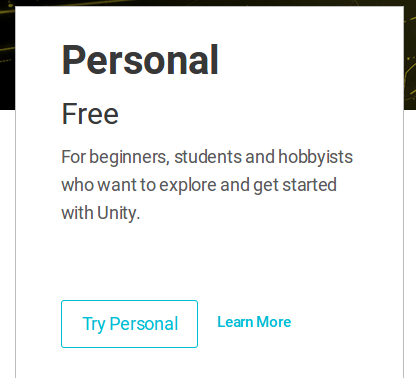 Personal
Free
For beginners, students and hobbyists
who want to explore and get started
with Unity.
Try Personal
Learn More